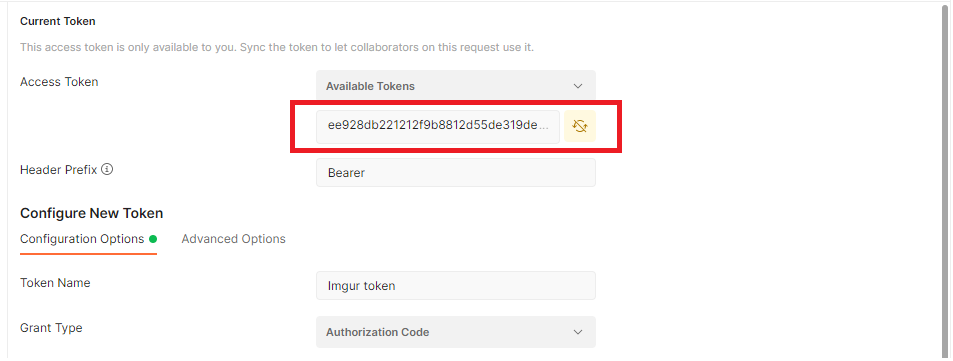 Current Token
This access token is only available to you. Sync the token to let collaborators on this request use it.
Access Token
Available Tokens
ee928db221212f9b8812d55de319de...
Header Prefix
Bearer
Configure New Token
Configuration Options
Advanced Options
Token Name
Imgur token
Grant Type
Authorization Code